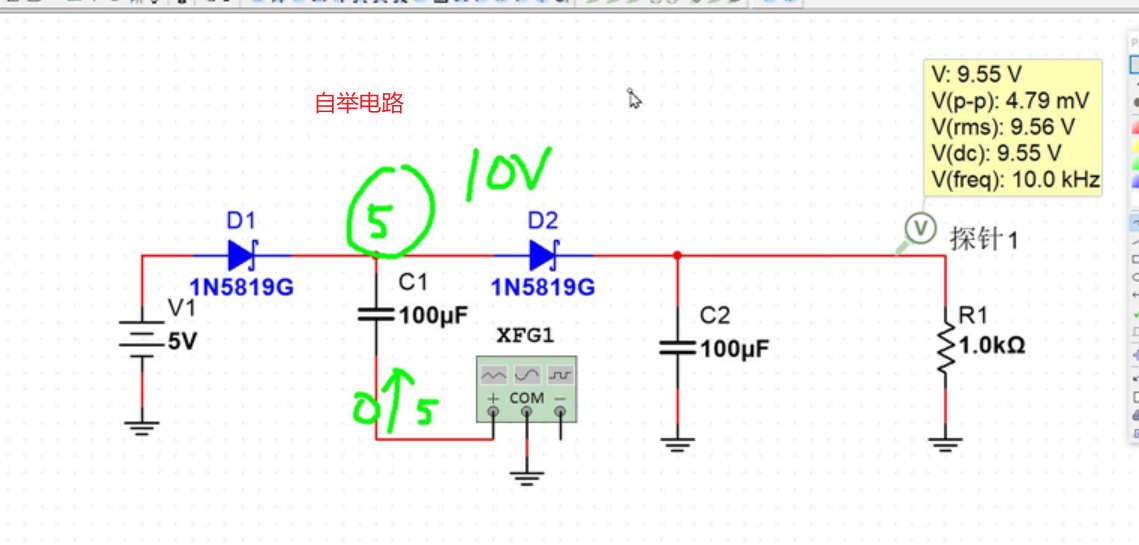 V: 9.55 V
V(p-p): 4.79 mV
V(rms): 9.56 V
V(dc): 9.55 V
V(freq): 10.0 kHz
自举电路
10V
5
D1
D2
V
探针1
1N5819G
1N5819G
C1
100µF
V1
5V
XFG1
C2
100µF
R1
1.0kΩ
+ COM −
0↑5